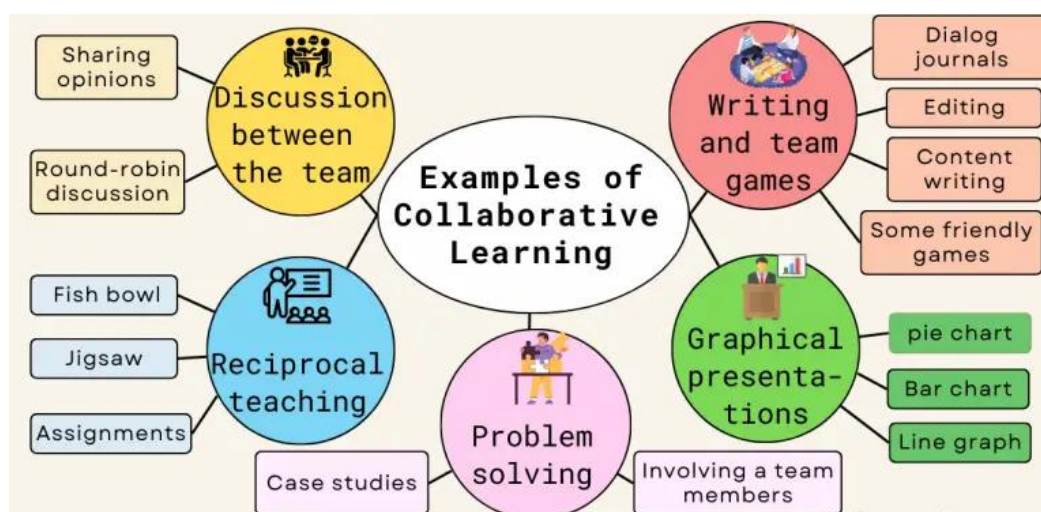 Examples of
Collaborative
Learning
Discussion
between
the team
Sharing
opinions
Round-robin
discussion
Writing
and team
games
Dialog
journals
Editing
Content
writing
Some friendly
games
Reciprocal
teaching
Fish bowl
Jigsaw
Assignments
Problem
solving
Case studies
Involving a team
members
Graphical
presenta-
tions
pie chart
Bar chart
Line graph